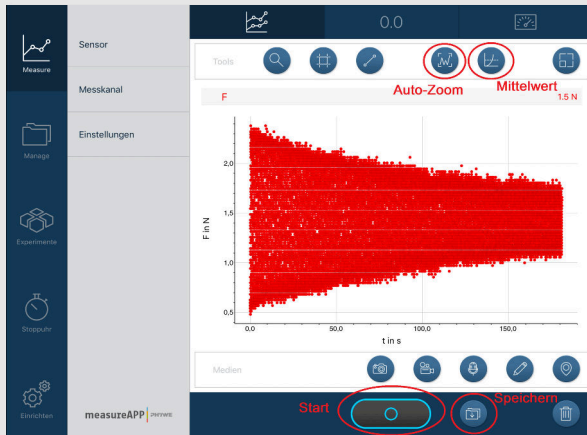 0.0
Measure
Sensor
Tools
Auto-Zoom
Mittelwert
Messkanal
F
1.5 N
Einstellungen
Manage
2,0
1,5
1,0
0,5
F in N
0,0
50,0
100,0
150,0
t in s
Experimente
Stoppuhr
Medien
Start
Speichern
Einrichten
measureAPP PHYWE